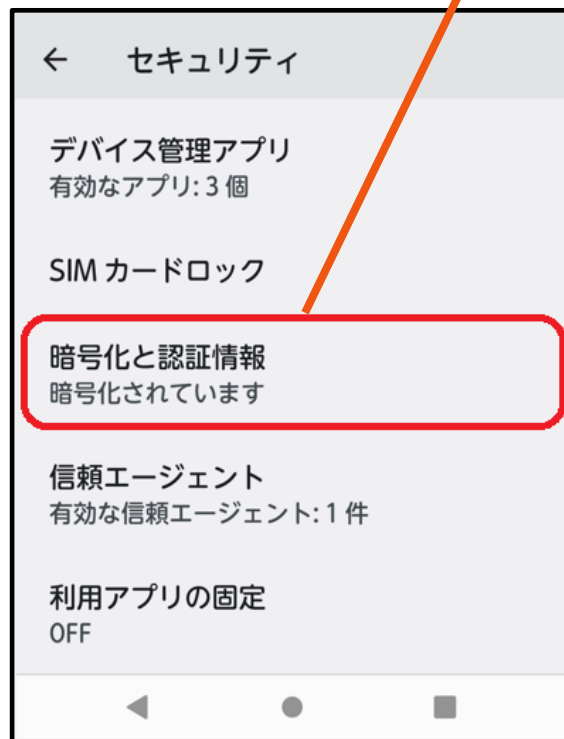 セキュリティ
デバイス管理アプリ
有効なアプリ: 3 個
SIM カードロック
暗号化と認証情報
暗号化されています
信頼エージェント
有効な信頼エージェント: 1 件
利用アプリの固定
OFF